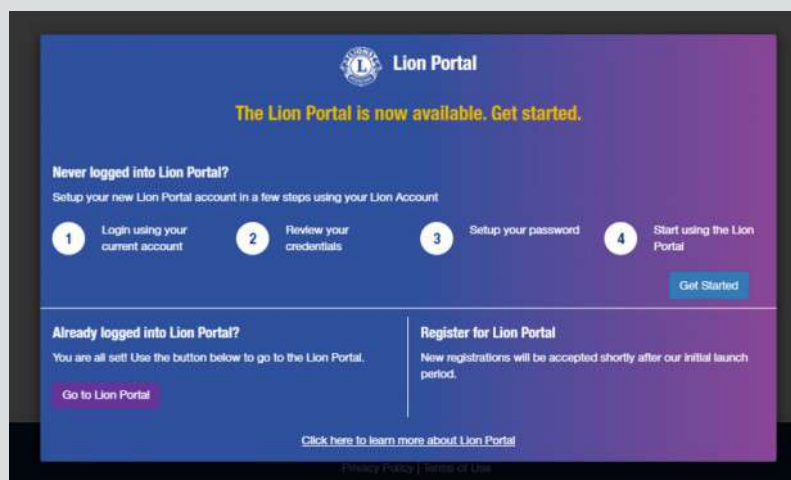 Lion Portal
The Lion Portal is now available. Get started.
Never logged into Lion Portal?
Setup your new Lion Portal account in a few steps using your Lion Account
1 Login using your
current account
2 Review your
credentials
3 Setup your password
4 Start using the Lion
Portal
Get Started
Already logged into Lion Portal?
You are all set! Use the button below to go to the Lion Portal.
Go to Lion Portal
Register for Lion Portal
New registrations will be accepted shortly after our initial launch
period.
Click here to learn more about Lion Portal
Privacy Policy | Terms of Use